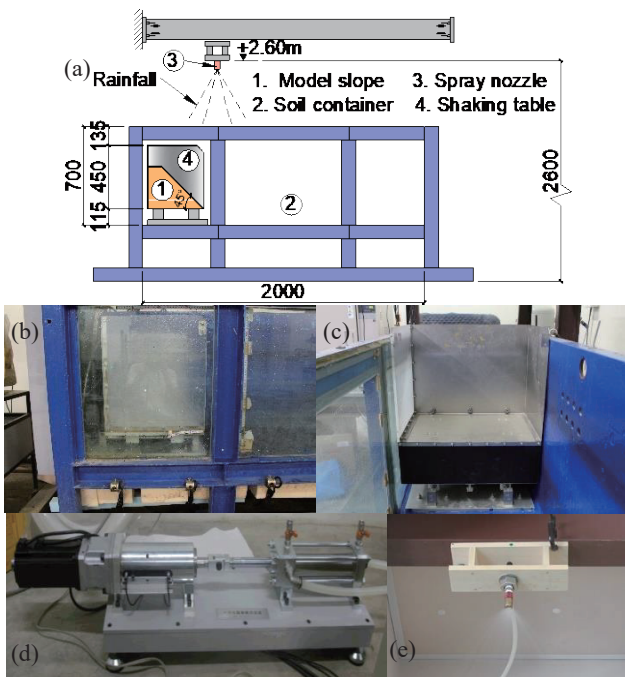 ±2.60m
(a)
3
Rainfall
1. Model slope 3. Spray nozzle
2. Soil container 4. Shaking table
135
700
450
115
4
1
45°
2
2600
2000
(b)
(c)
(d)
(e)